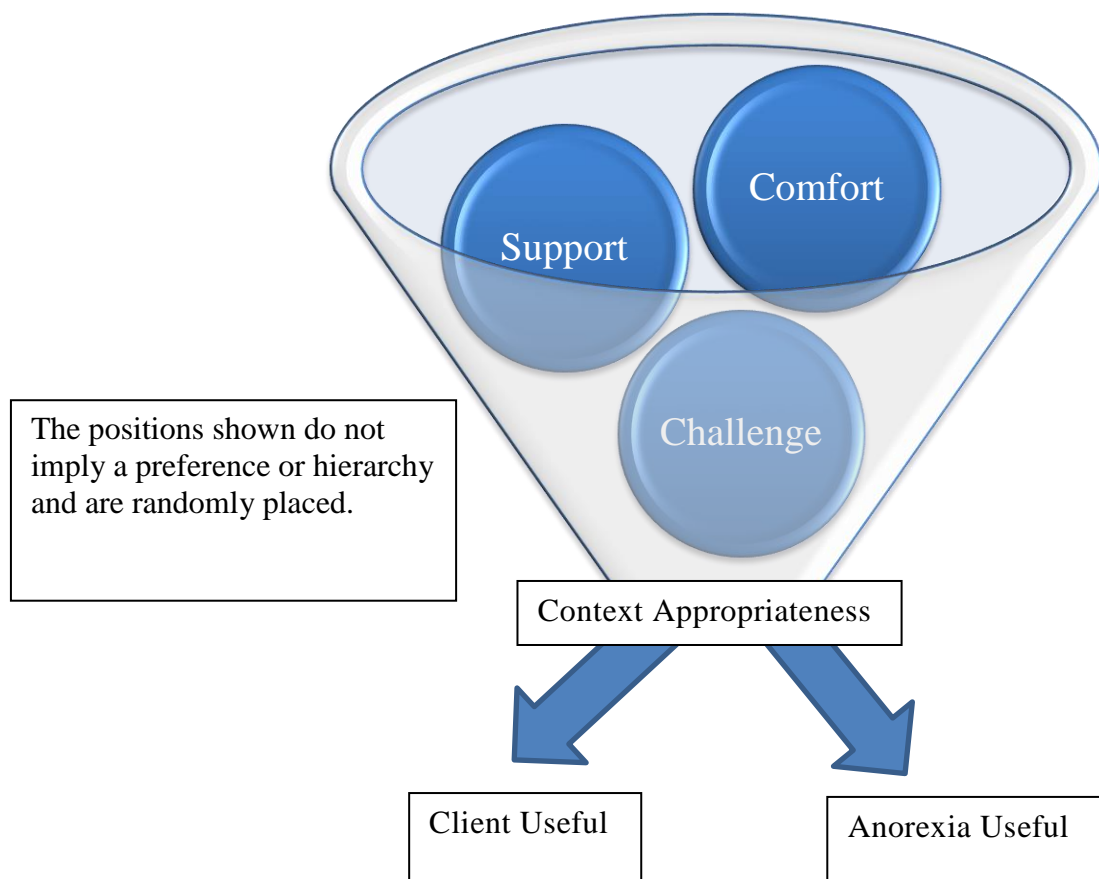 Comfort
Support
Challenge
The positions shown do not
imply a preference or hierarchy
and are randomly placed.
Context Appropriateness
Client Useful
Anorexia Useful